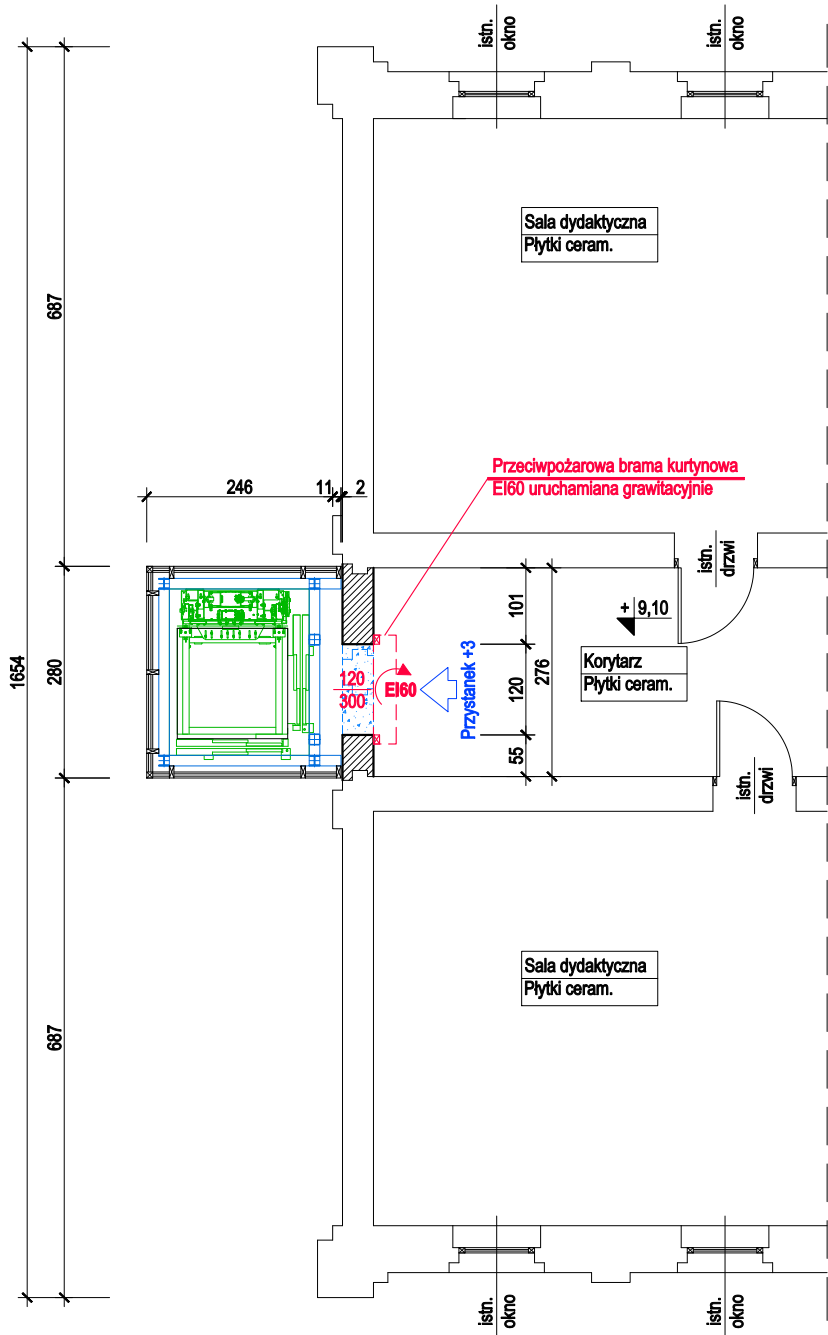 istn.
okno
istn.
okno
Sala dydaktyczna
Płytki ceram.
687
1654
280
687
Przeciwpożarowa brama kurtynowa
EI60 uruchamiana grawitacyjnie
246
11
2
istn.
drzwi
+ 9,10
101
120
276
55
120
300
EI60
Przystanek +3
Korytarz
Płytki ceram.
istn.
drzwi
Sala dydaktyczna
Płytki ceram.
istn.
okno
istn.
okno